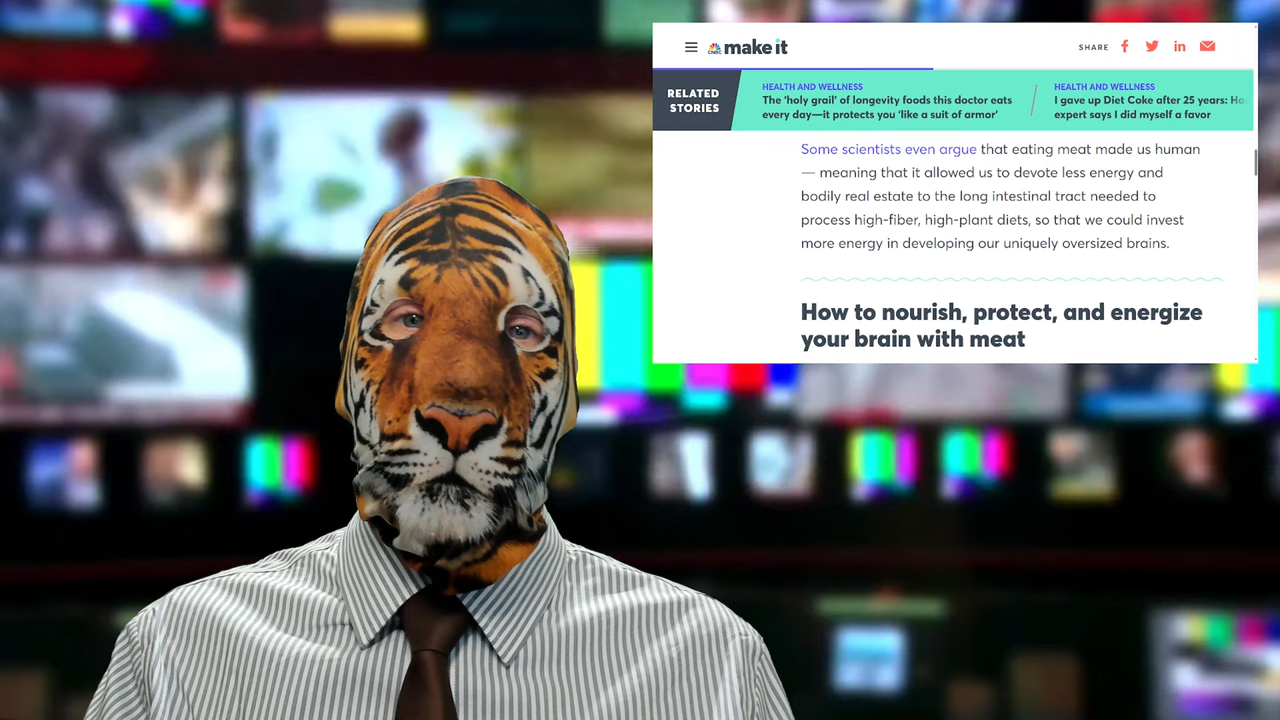 CNBC make it
SHARE
RELATED
STORIES
HEALTH AND WELLNESS
The ‘holy grail’ of longevity foods this doctor eats
every day—it protects you ‘like a suit of armor’
HEALTH AND WELLNESS
I gave up Diet Coke after 25 years:
expert says I did myself a favor
Some scientists even argue that eating meat made us human
— meaning that it allowed us to devote less energy and
bodily real estate to the long intestinal tract needed to
process high-fiber, high-plant diets, so that we could invest
more energy in developing our uniquely oversized brains.
How to nourish, protect, and energize
your brain with meat